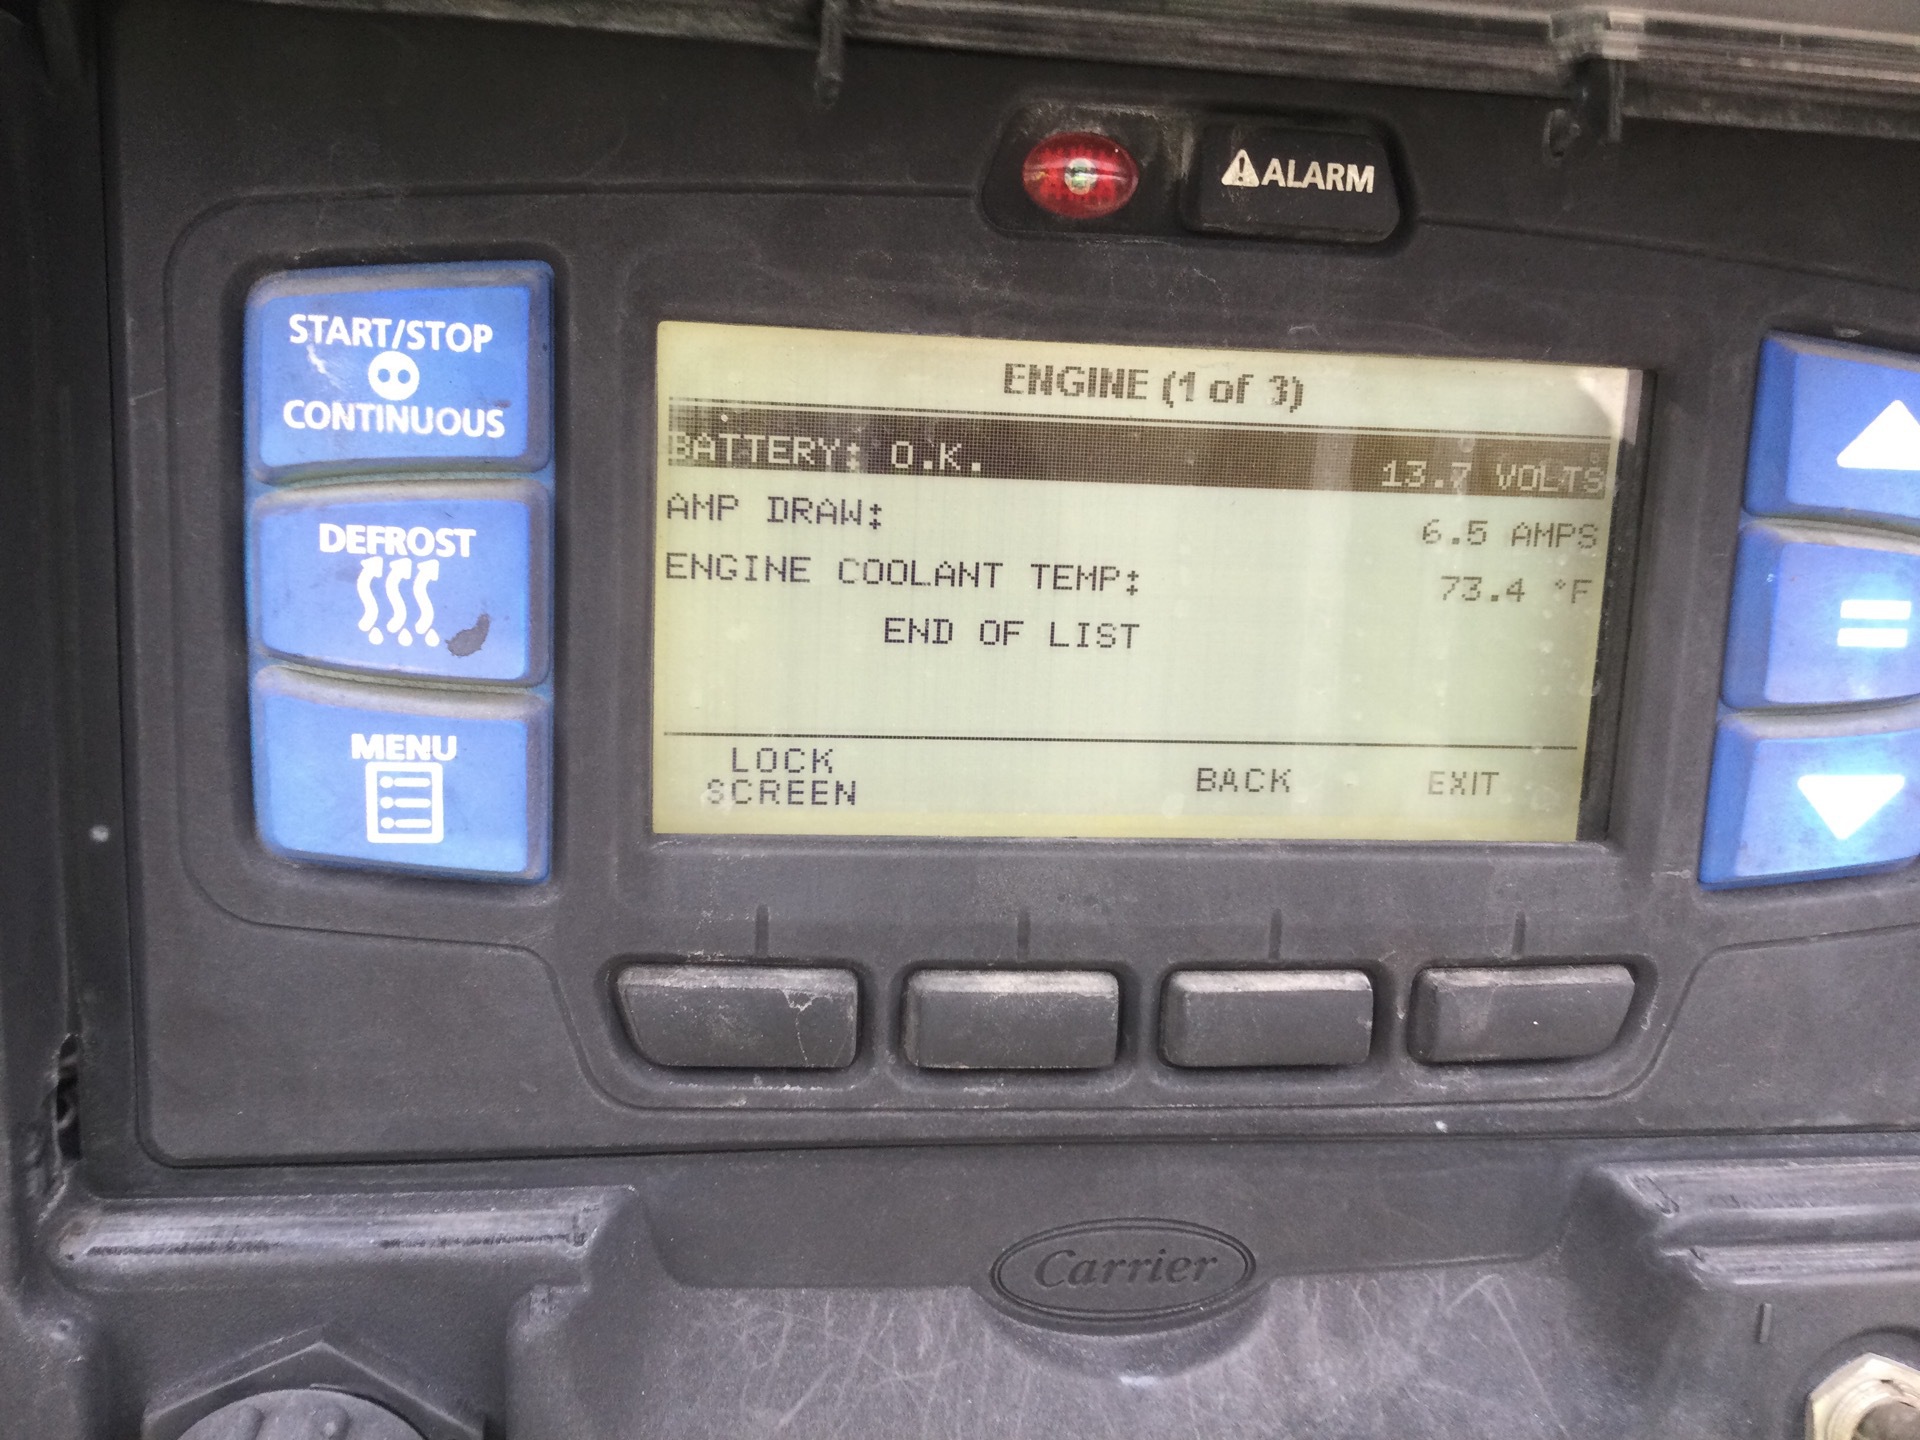 ALARM
START/STOP
CONTINUOUS
DEFROST
MENU
ENGINE (1 of 3)
BATTERY: O.K. 13.7 VOLTS
AMP DRAW: 6.5 AMPS
ENGINE COOLANT TEMP: 73.4 °F
END OF LIST
LOCK SCREEN BACK EXIT
=
Carrier